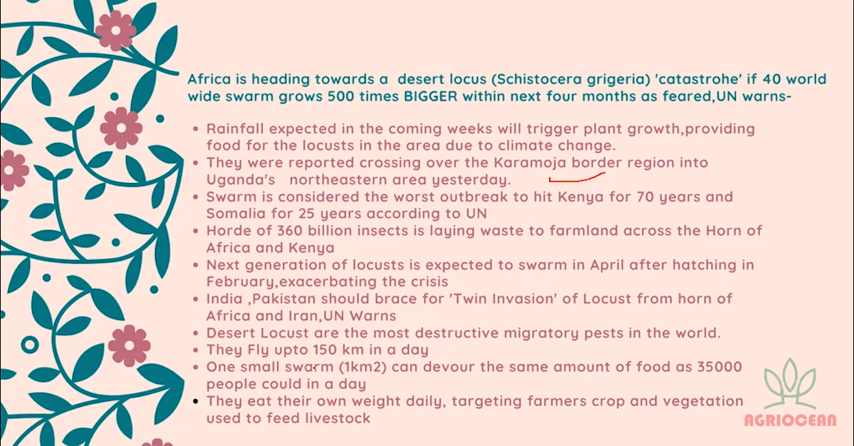 Africa is heading towards a desert locus (Schistocera grigeria) 'catastrohe' if 40 world
wide swarm grows 500 times BIGGER within next four months as feared,UN warns-
• Rainfall expected in the coming weeks will trigger plant growth,providing
food for the locusts in the area due to climate change.
• They were reported crossing over the Karamoja border region into
Uganda's northeastern area yesterday.
• Swarm is considered the worst outbreak to hit Kenya for 70 years and
Somalia for 25 years according to UN
• Horde of 360 billion insects is laying waste to farmland across the Horn of
Africa and Kenya
• Next generation of locusts is expected to swarm in April after hatching in
February,exacerbating the crisis
• India ,Pakistan should brace for 'Twin Invasion' of Locust from horn of
Africa and Iran,UN Warns
• Desert Locust are the most destructive migratory pests in the world.
• They Fly upto 150 km in a day
• One small swarm (1km2) can devour the same amount of food as 35000
people could in a day
• They eat their own weight daily, targeting farmers crop and vegetation
used to feed livestock
AGRIOCEAN